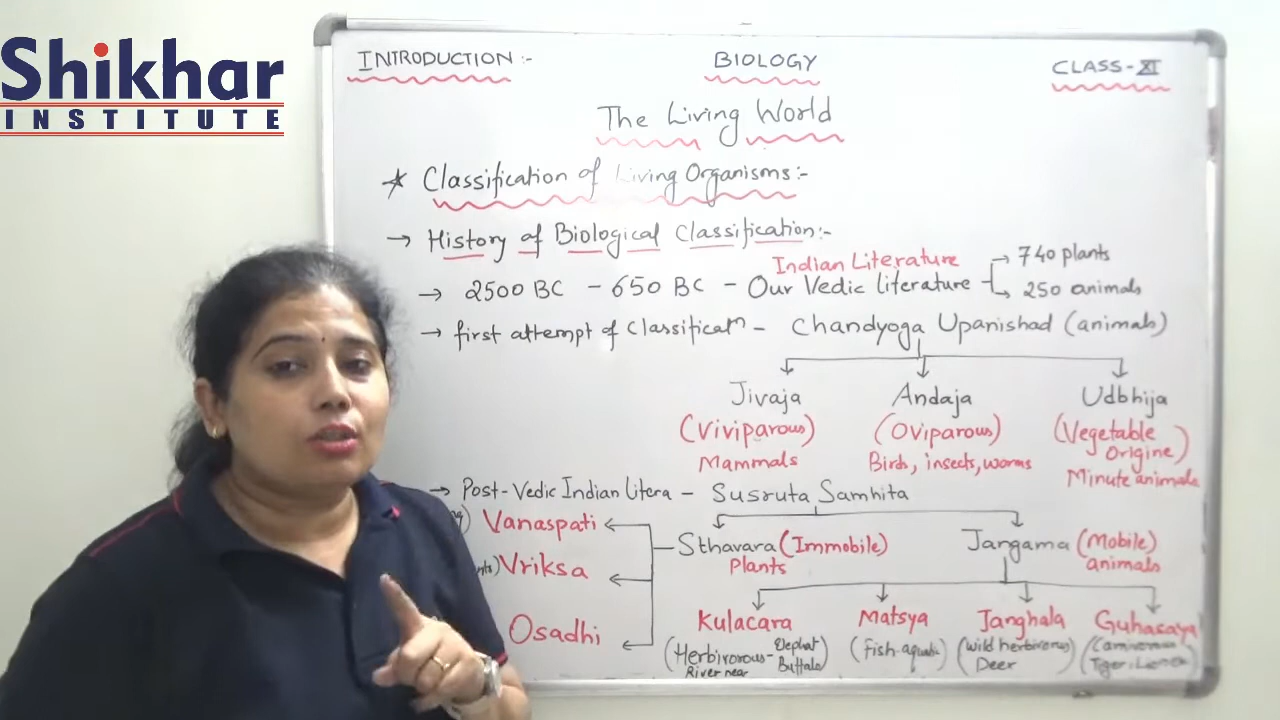 Shikhar
INSTITUTE
INTRODUCTION :- BIOLOGY CLASS-XI
The Living World
* Classification of Living Organisms:-
→ History of Biological Classification:-
Indian Literature → 740 plants
→ 2500 BC - 650 BC - Our Vedic literature → 250 animals
→ first attempt of Classificatn - Chandyoga Upanishad (animals)
Jivaja Andaja Udbhija
(Viviparous) (Oviparous) (Vegetable
Origine)
Mammals Birds, insects, worms Minute animals
→ Post-Vedic Indian Litera - Susruta Samhita
Vanaspati Sthavara (Immobile) Jangama (Mobile)
Plants animals
Vriksa
Osadhi Kulacara Matsya Janghala Guhasaya
(Herbivorous- Elephat (fish-aquatic) (wild herbivorous)
River near Buffalo) Deer